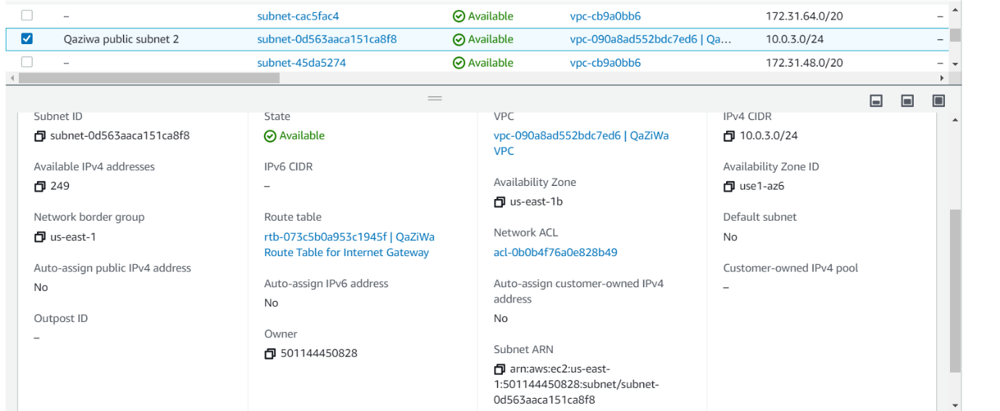 – subnet-cac5fac4 Available vpc-cb9a0bb6 172.31.64.0/20 –
Qaziwa public subnet 2 subnet-0d563aaca151ca8f8 Available vpc-090a8ad552bdc7ed6 | Qa... 10.0.3.0/24 –
– subnet-45da5274 Available vpc-cb9a0bb6 172.31.48.0/20 –
Subnet ID
subnet-0d563aaca151ca8f8
Available IPv4 addresses
249
Network border group
us-east-1
Auto-assign public IPv4 address
No
Outpost ID
–
State
Available
IPv6 CIDR
–
Route table
rtb-073c5b0a953c1945f | QaZiWa
Route Table for Internet Gateway
Auto-assign IPv6 address
No
Owner
501144450828
VPC
vpc-090a8ad552bdc7ed6 | QaZiWa
VPC
Availability Zone
us-east-1b
Network ACL
acl-0b0b4f76a0e828b49
Auto-assign customer-owned IPv4
address
No
Subnet ARN
arn:aws:ec2:us-east-
1:501144450828:subnet/subnet-
0d563aaca151ca8f8
IPv4 CIDR
10.0.3.0/24
Availability Zone ID
use1-az6
Default subnet
No
Customer-owned IPv4 pool
–